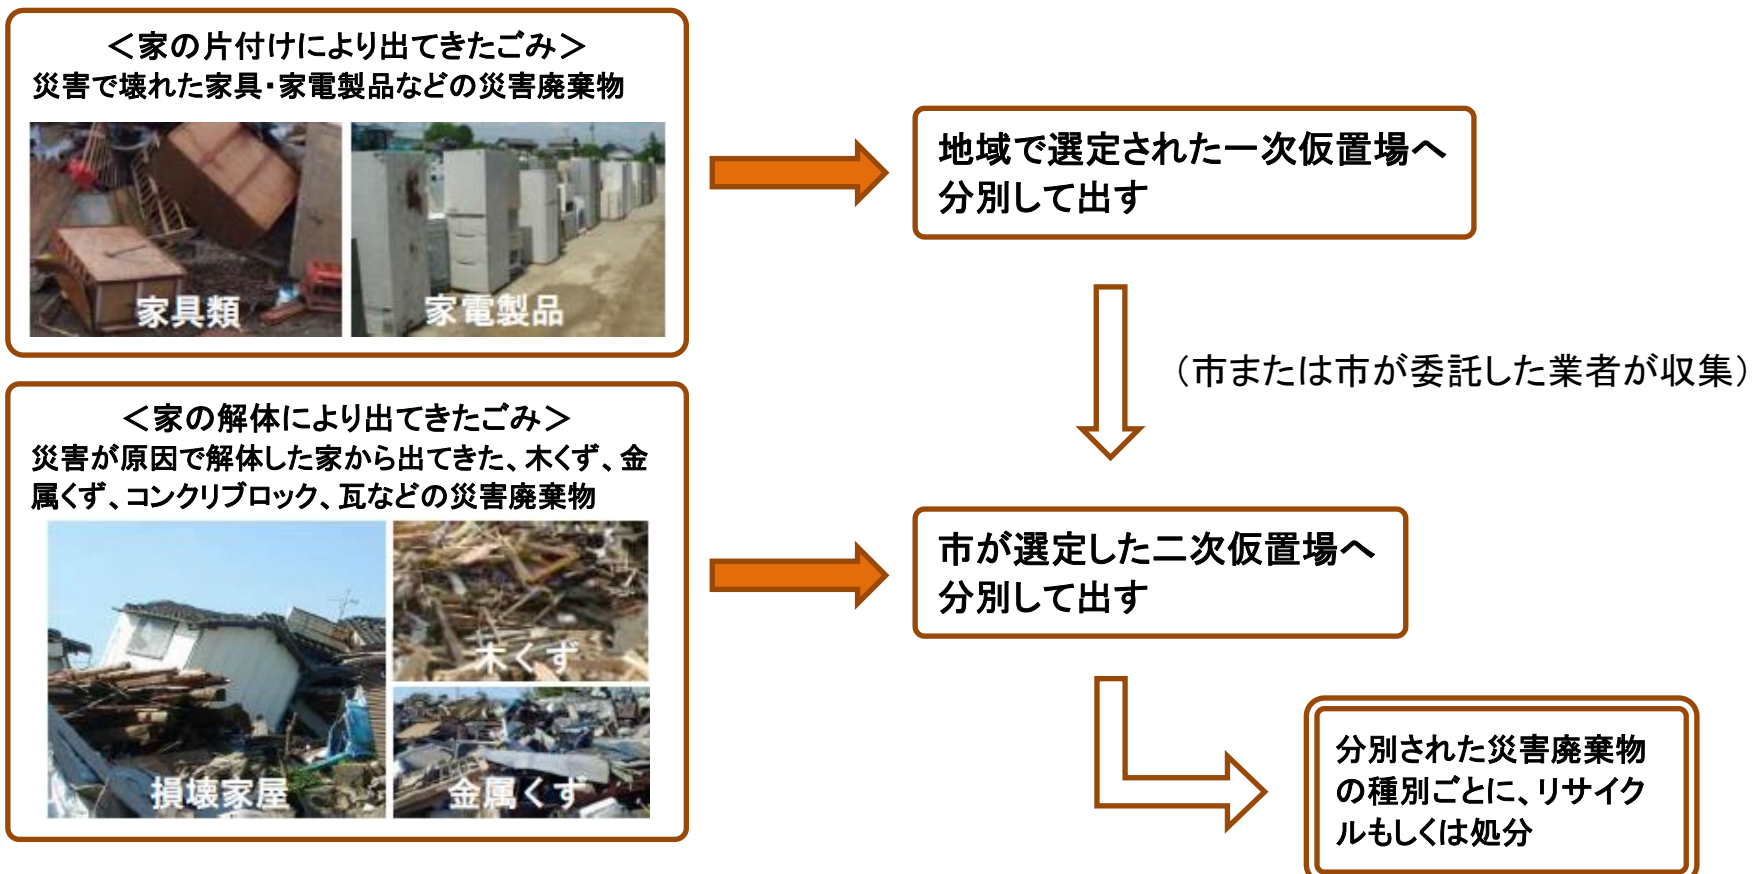 ＜家の片付けにより出てきたごみ＞
災害で壊れた家具・家電製品などの災害廃棄物
家具類
家電製品
地域で選定された一次仮置場へ
分別して出す
（市または市が委託した業者が収集）
＜家の解体により出てきたごみ＞
災害が原因で解体した家から出てきた、木くず、金
属くず、コンクリブロック、瓦などの災害廃棄物
損壊家屋
木くず
金属くず
市が選定した二次仮置場へ
分別して出す
分別された災害廃棄物
の種別ごとに、リサイク
ルもしくは処分